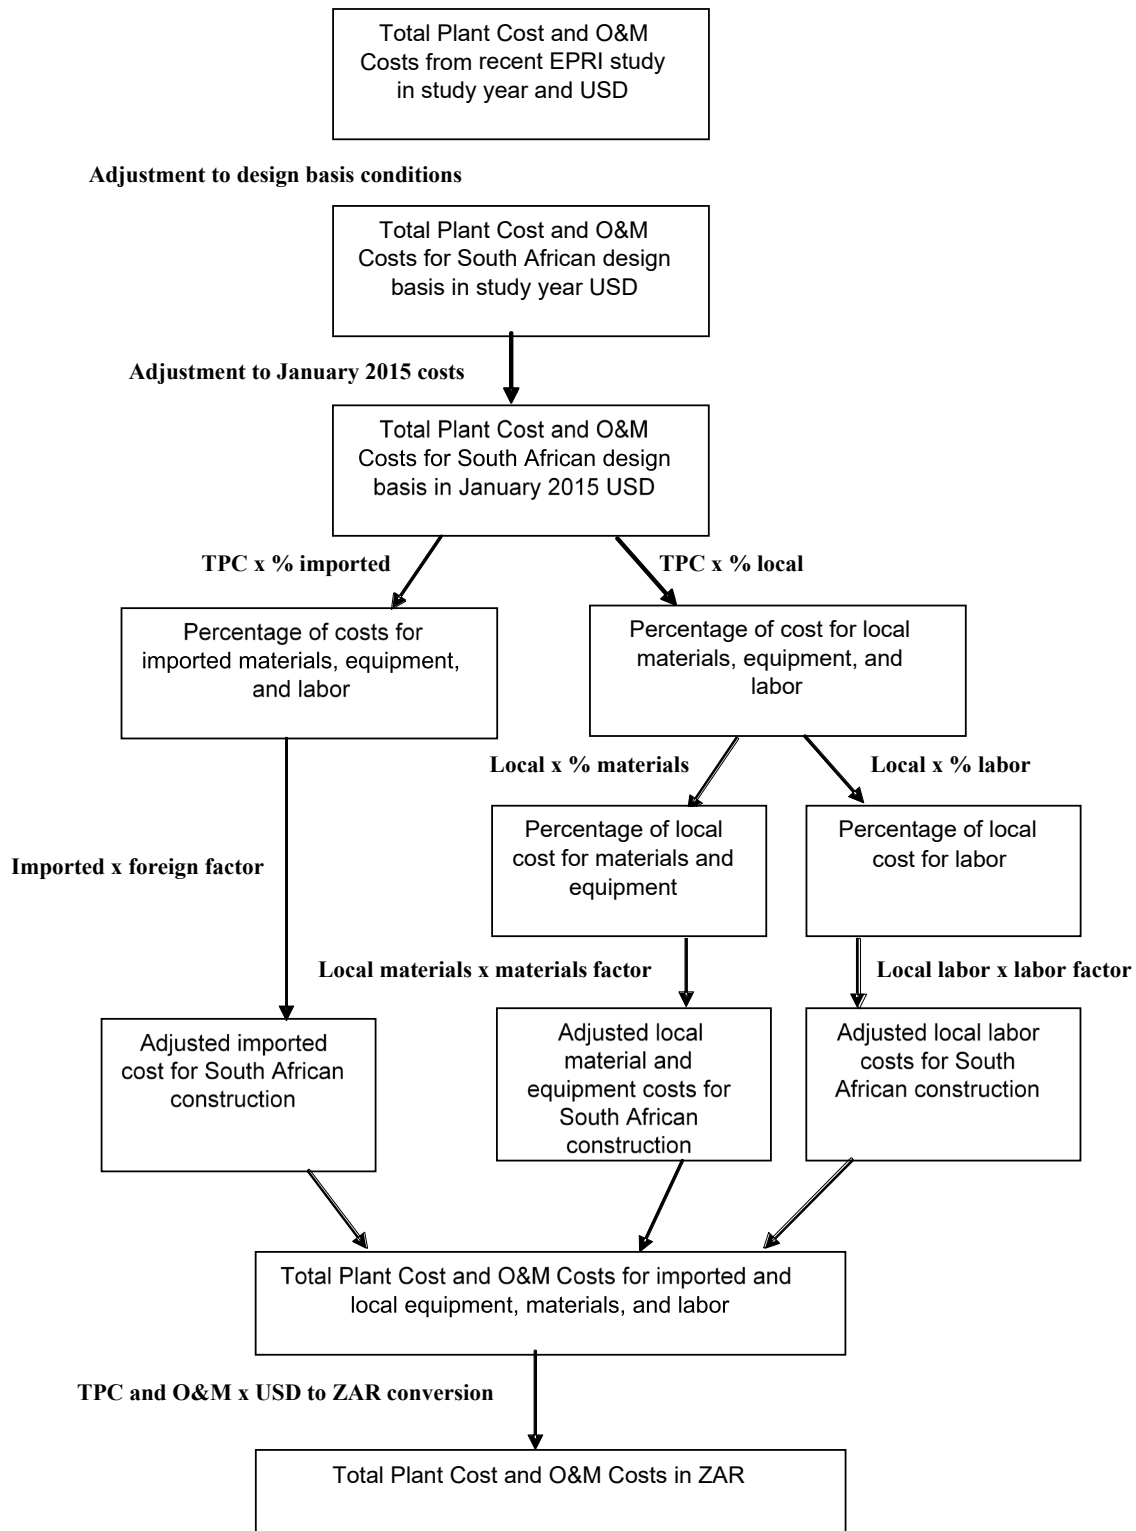 Total Plant Cost and O&M
Costs from recent EPRI study
in study year and USD
Adjustment to design basis conditions
Total Plant Cost and O&M
Costs for South African design
basis in study year USD
Adjustment to January 2015 costs
Total Plant Cost and O&M
Costs for South African design
basis in January 2015 USD
TPC x % imported
TPC x % local
Percentage of costs for
imported materials, equipment,
and labor
Percentage of cost for local
materials, equipment, and
labor
Local x % materials
Local x % labor
Percentage of local
cost for materials and
equipment
Percentage of local
cost for labor
Imported x foreign factor
Local materials x materials factor
Local labor x labor factor
Adjusted imported
cost for South African
construction
Adjusted local
material and
equipment costs for
South African
construction
Adjusted local labor
costs for South
African construction
Total Plant Cost and O&M Costs for imported and
local equipment, materials, and labor
TPC and O&M x USD to ZAR conversion
Total Plant Cost and O&M Costs in ZAR